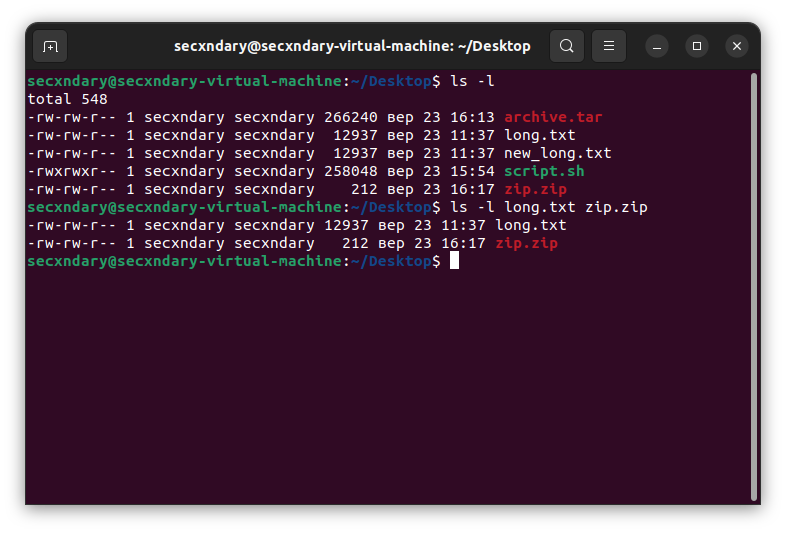 secxndary@secxndary-virtual-machine: ~/Desktop
secxndary@secxndary-virtual-machine:~/Desktop$ ls -l
total 548
-rw-rw-r-- 1 secxndary secxndary 266240 вер 23 16:13 archive.tar
-rw-rw-r-- 1 secxndary secxndary  12937 вер 23 11:37 long.txt
-rw-rw-r-- 1 secxndary secxndary  12937 вер 23 11:37 new_long.txt
-rwxrwxr-- 1 secxndary secxndary 258048 вер 23 15:54 script.sh
-rw-rw-r-- 1 secxndary secxndary    212 вер 23 16:17 zip.zip
secxndary@secxndary-virtual-machine:~/Desktop$ ls -l long.txt zip.zip
-rw-rw-r-- 1 secxndary secxndary 12937 вер 23 11:37 long.txt
-rw-rw-r-- 1 secxndary secxndary   212 вер 23 16:17 zip.zip
secxndary@secxndary-virtual-machine:~/Desktop$